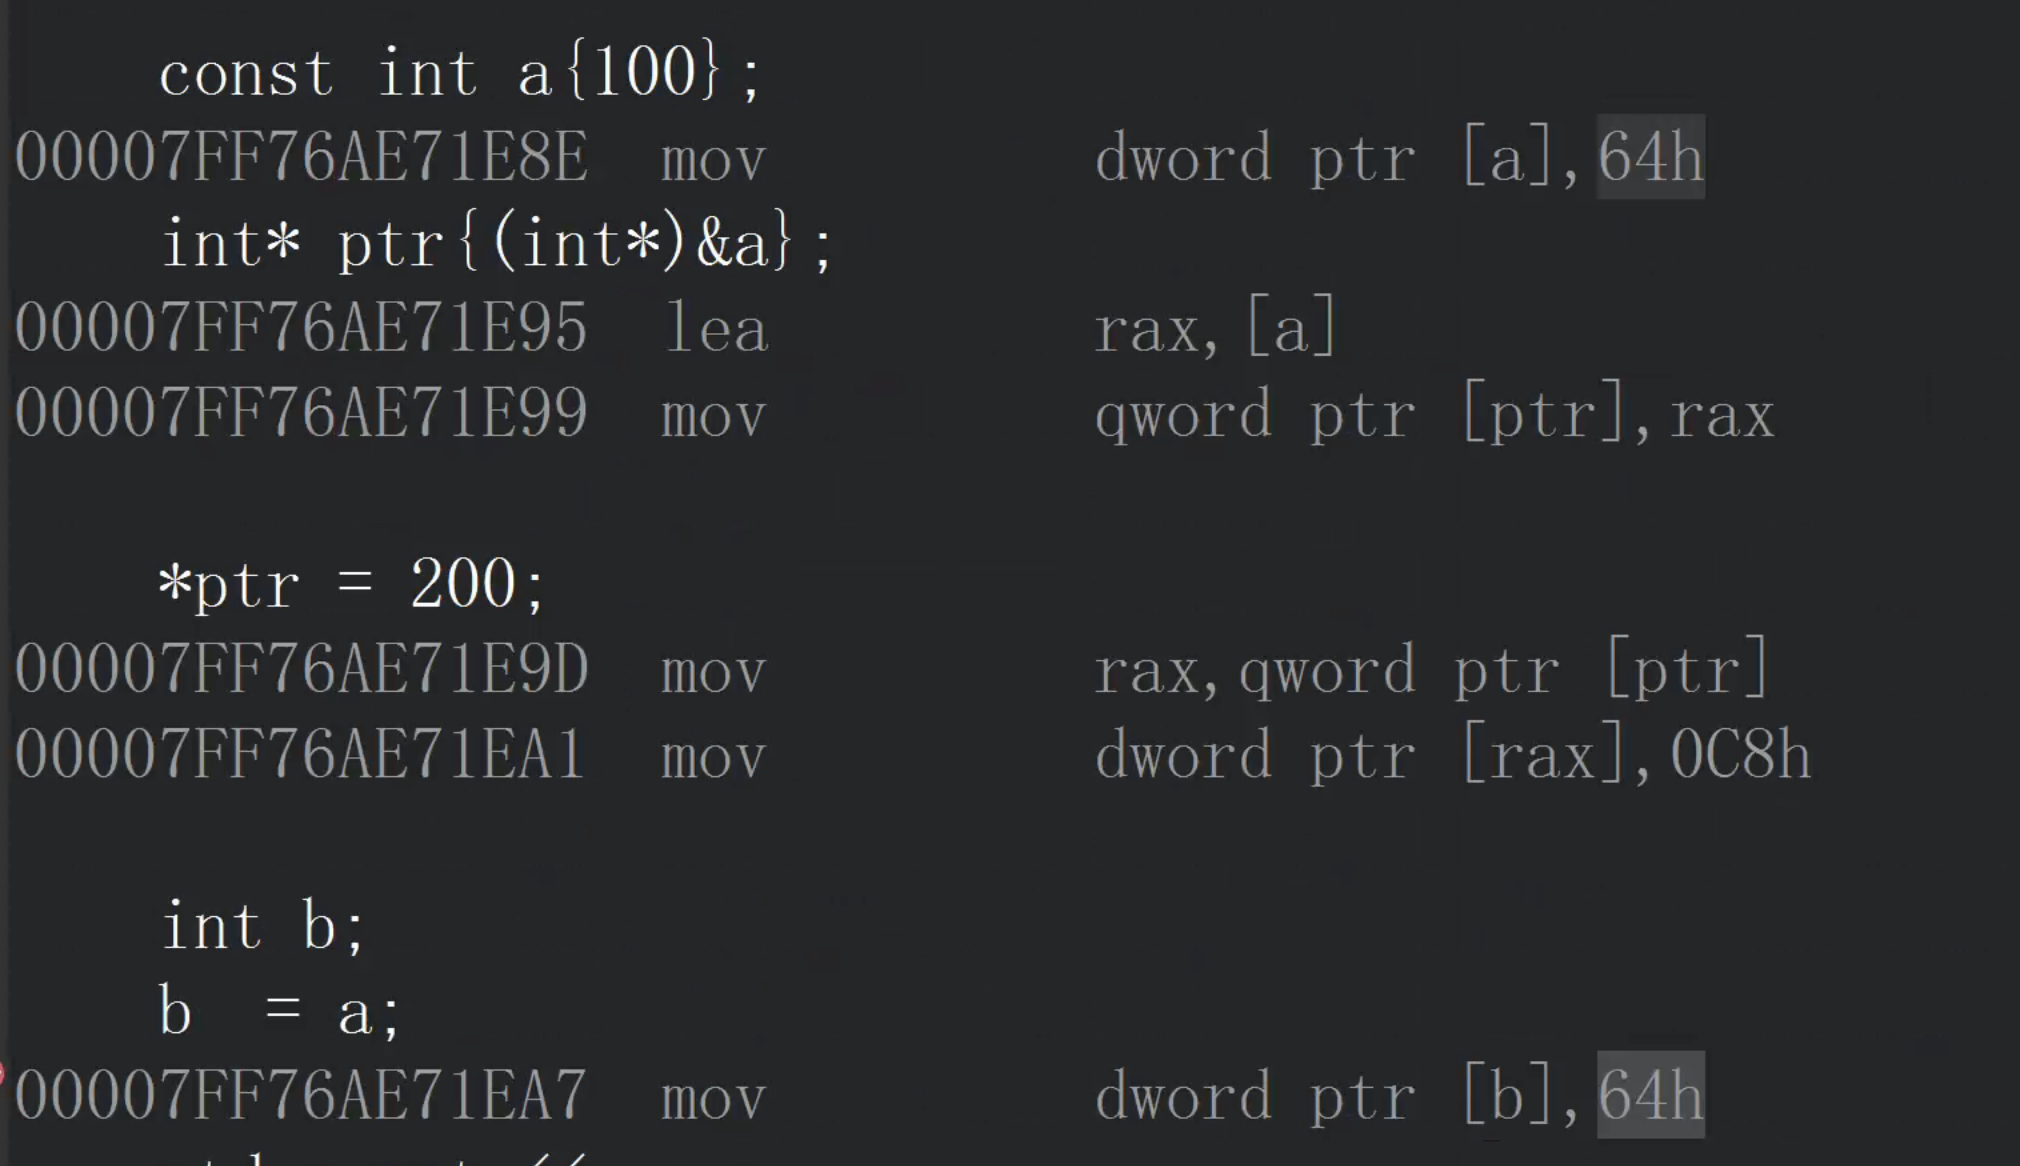 const int a{100};
00007FF76AE71E8E mov dword ptr [a],64h
int* ptr{(int*)&a};
00007FF76AE71E95 lea rax,[a]
00007FF76AE71E99 mov qword ptr [ptr],rax
*ptr = 200;
00007FF76AE71E9D mov rax,qword ptr [ptr]
00007FF76AE71EA1 mov dword ptr [rax],0C8h
int b;
b = a;
00007FF76AE71EA7 mov dword ptr [b],64h